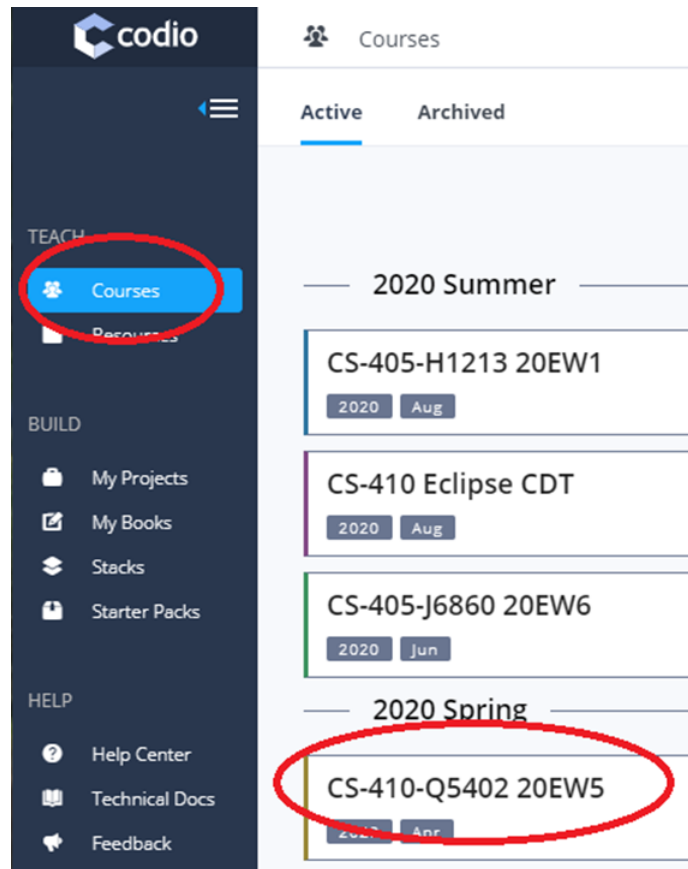 codio
Courses
Active Archived
TEACH
Courses
Resources
BUILD
My Projects
My Books
Stacks
Starter Packs
HELP
Help Center
Technical Docs
Feedback
2020 Summer
CS-405-H1213 20EW1
2020 Aug
CS-410 Eclipse CDT
2020 Aug
CS-405-J6860 20EW6
2020 Jun
2020 Spring
CS-410-Q5402 20EW5
2020 Apr